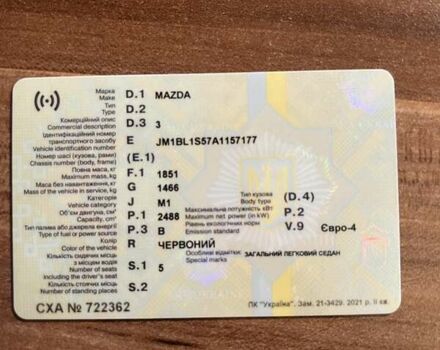 Марка D.1 MAZDA
Make
Тип D.2
Type
Комерційний опис D.3 3
Commercial description
Ідентифікаційний номер
транспортного засобу E JM1BL1S57A1157177
Vehicle identification number
Номер шасі (кузова, рами) (E.1)
Chassis number (body, frame)
Повна маса, кг F.1 1851
Maximum mass, kg
Маса без навантаження, кг G 1466
Mass of the vehicle in service, kg
Категорія J M1 Тип кузова (D.4)
Vehicle category Body type
Об'єм двигуна, см³ P.1 2488 Максимальна потужність кВт P.2
Capacity, cm³ Maximum net power (in kW)
Тип палива або джерела енергії P.3 B Рівень екологічних норм V.9 Євро-4
Type of fuel or power source Emission standard
Колір R ЧЕРВОНИЙ Особливі відмітки: ЗАГАЛЬНИЙ ЛЕГКОВИЙ СЕДАН
Color of the vehicle Special marks
Кількість сидячих місць
з місцем водія S.1 5
Number of seats
including the driver's seat
Кількість стоячих місць S.2
Number of standing places
СХА № 722362
ПК "Україна". Зам. 21-3429. 2021 р. II кв.